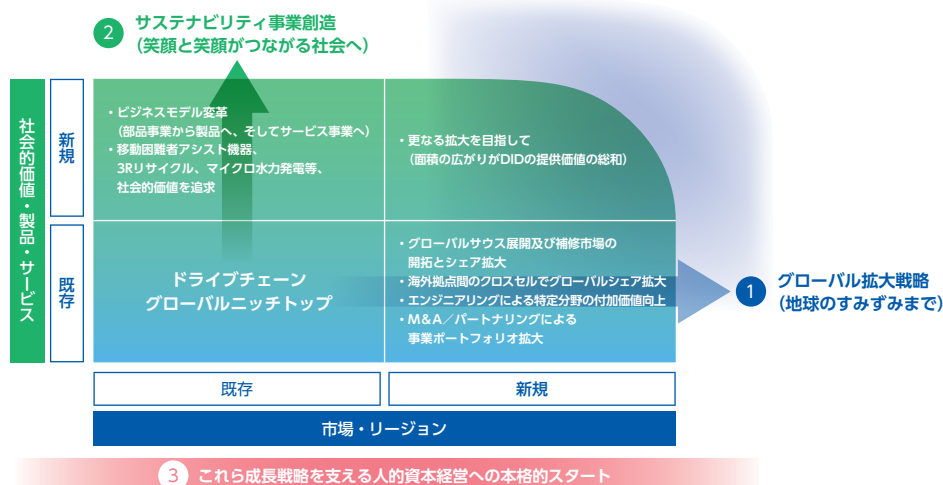 2 サステナビリティ事業創造
（笑顔と笑顔がつながる社会へ）
社会的価値・製品・サービス
新規
・ビジネスモデル変革
（部品事業から製品へ、そしてサービス事業へ）
・移動困難者アシスト機器、
3Rリサイクル、マイクロ水力発電等、
社会的価値を追求
・更なる拡大を目指して
（面積の広がりがDIDの提供価値の総和）
既存
ドライブチェーン
グローバルニッチトップ
・グローバルサウス展開及び補修市場の
開拓とシェア拡大
・海外拠点間のクロスセルでグローバルシェア拡大
・エンジニアリングによる特定分野の付加価値向上
・M&A／パートナリングによる
事業ポートフォリオ拡大
1 グローバル拡大戦略
（地球のすみずみまで）
既存
新規
市場・リージョン
3 これら成長戦略を支える人的資本経営への本格的スタート